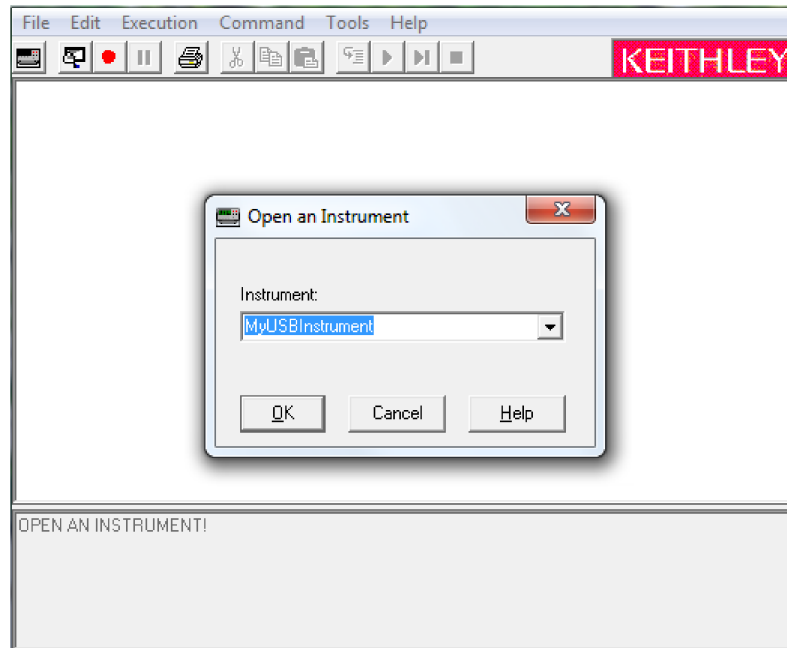 File Edit Execution Command Tools Help
KEITHLEY
Open an Instrument
Instrument:
MyUSBInstrument
OK Cancel Help
OPEN AN INSTRUMENT!